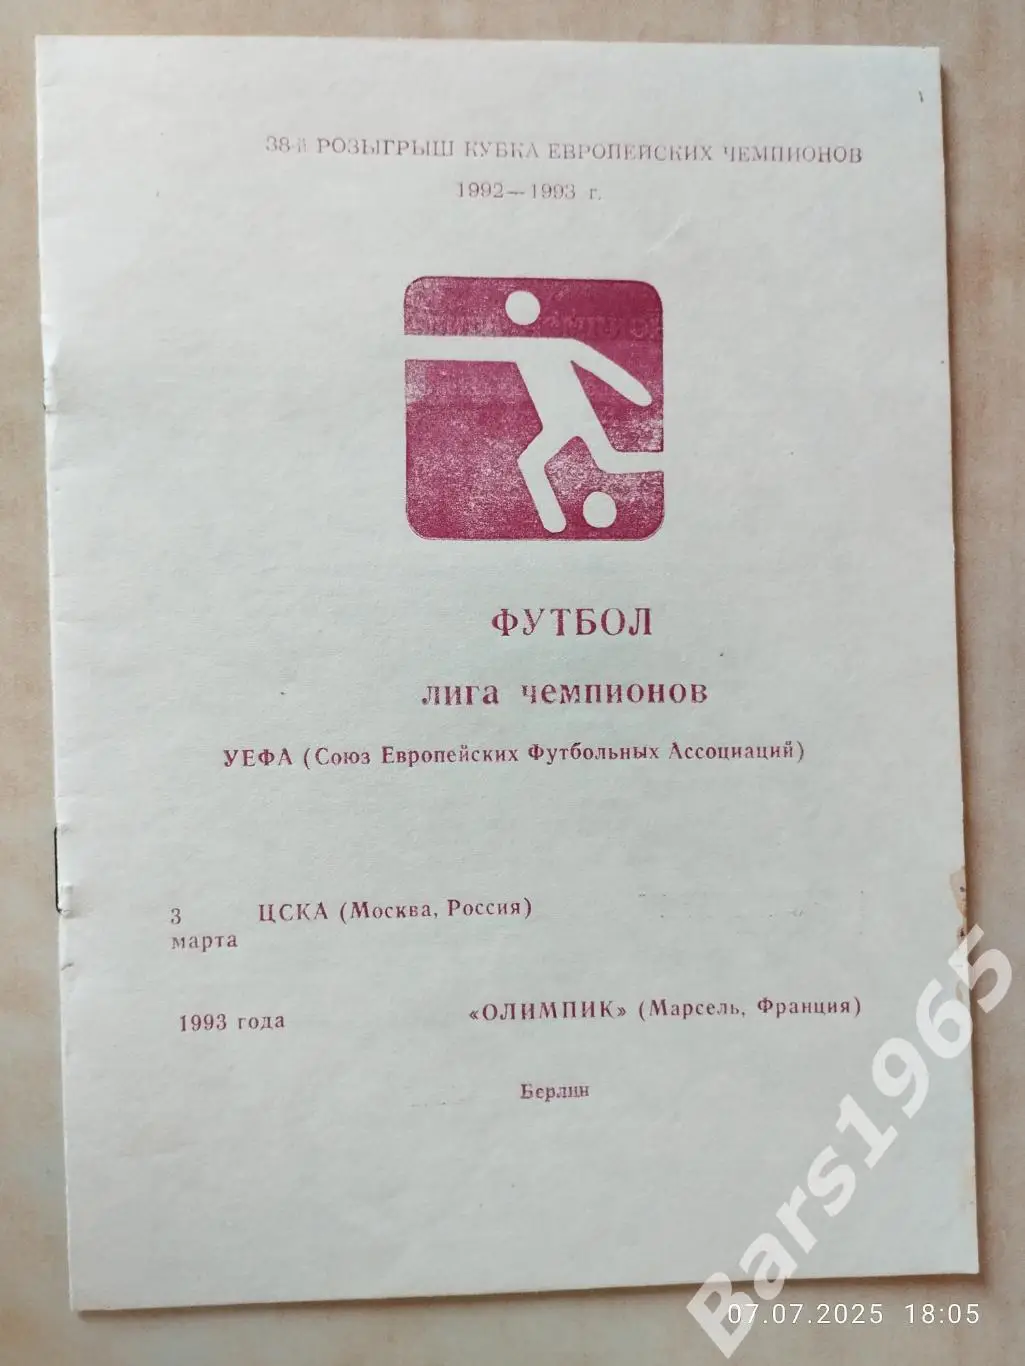 38-й РОЗЫГРЫШ КУБКА ЕВРОПЕЙСКИХ ЧЕМПИОНОВ
1992—1993 г.
ФУТБОЛ
ЛИГА ЧЕМПИОНОВ
УЕФА (Союз Европейских Футбольных Ассоциаций)
3 ЦСКА (Москва, Россия)
марта
1993 года «ОЛИМПИК» (Марсель, Франция)
Берлин
Bars1965
07.07.2025 18:05